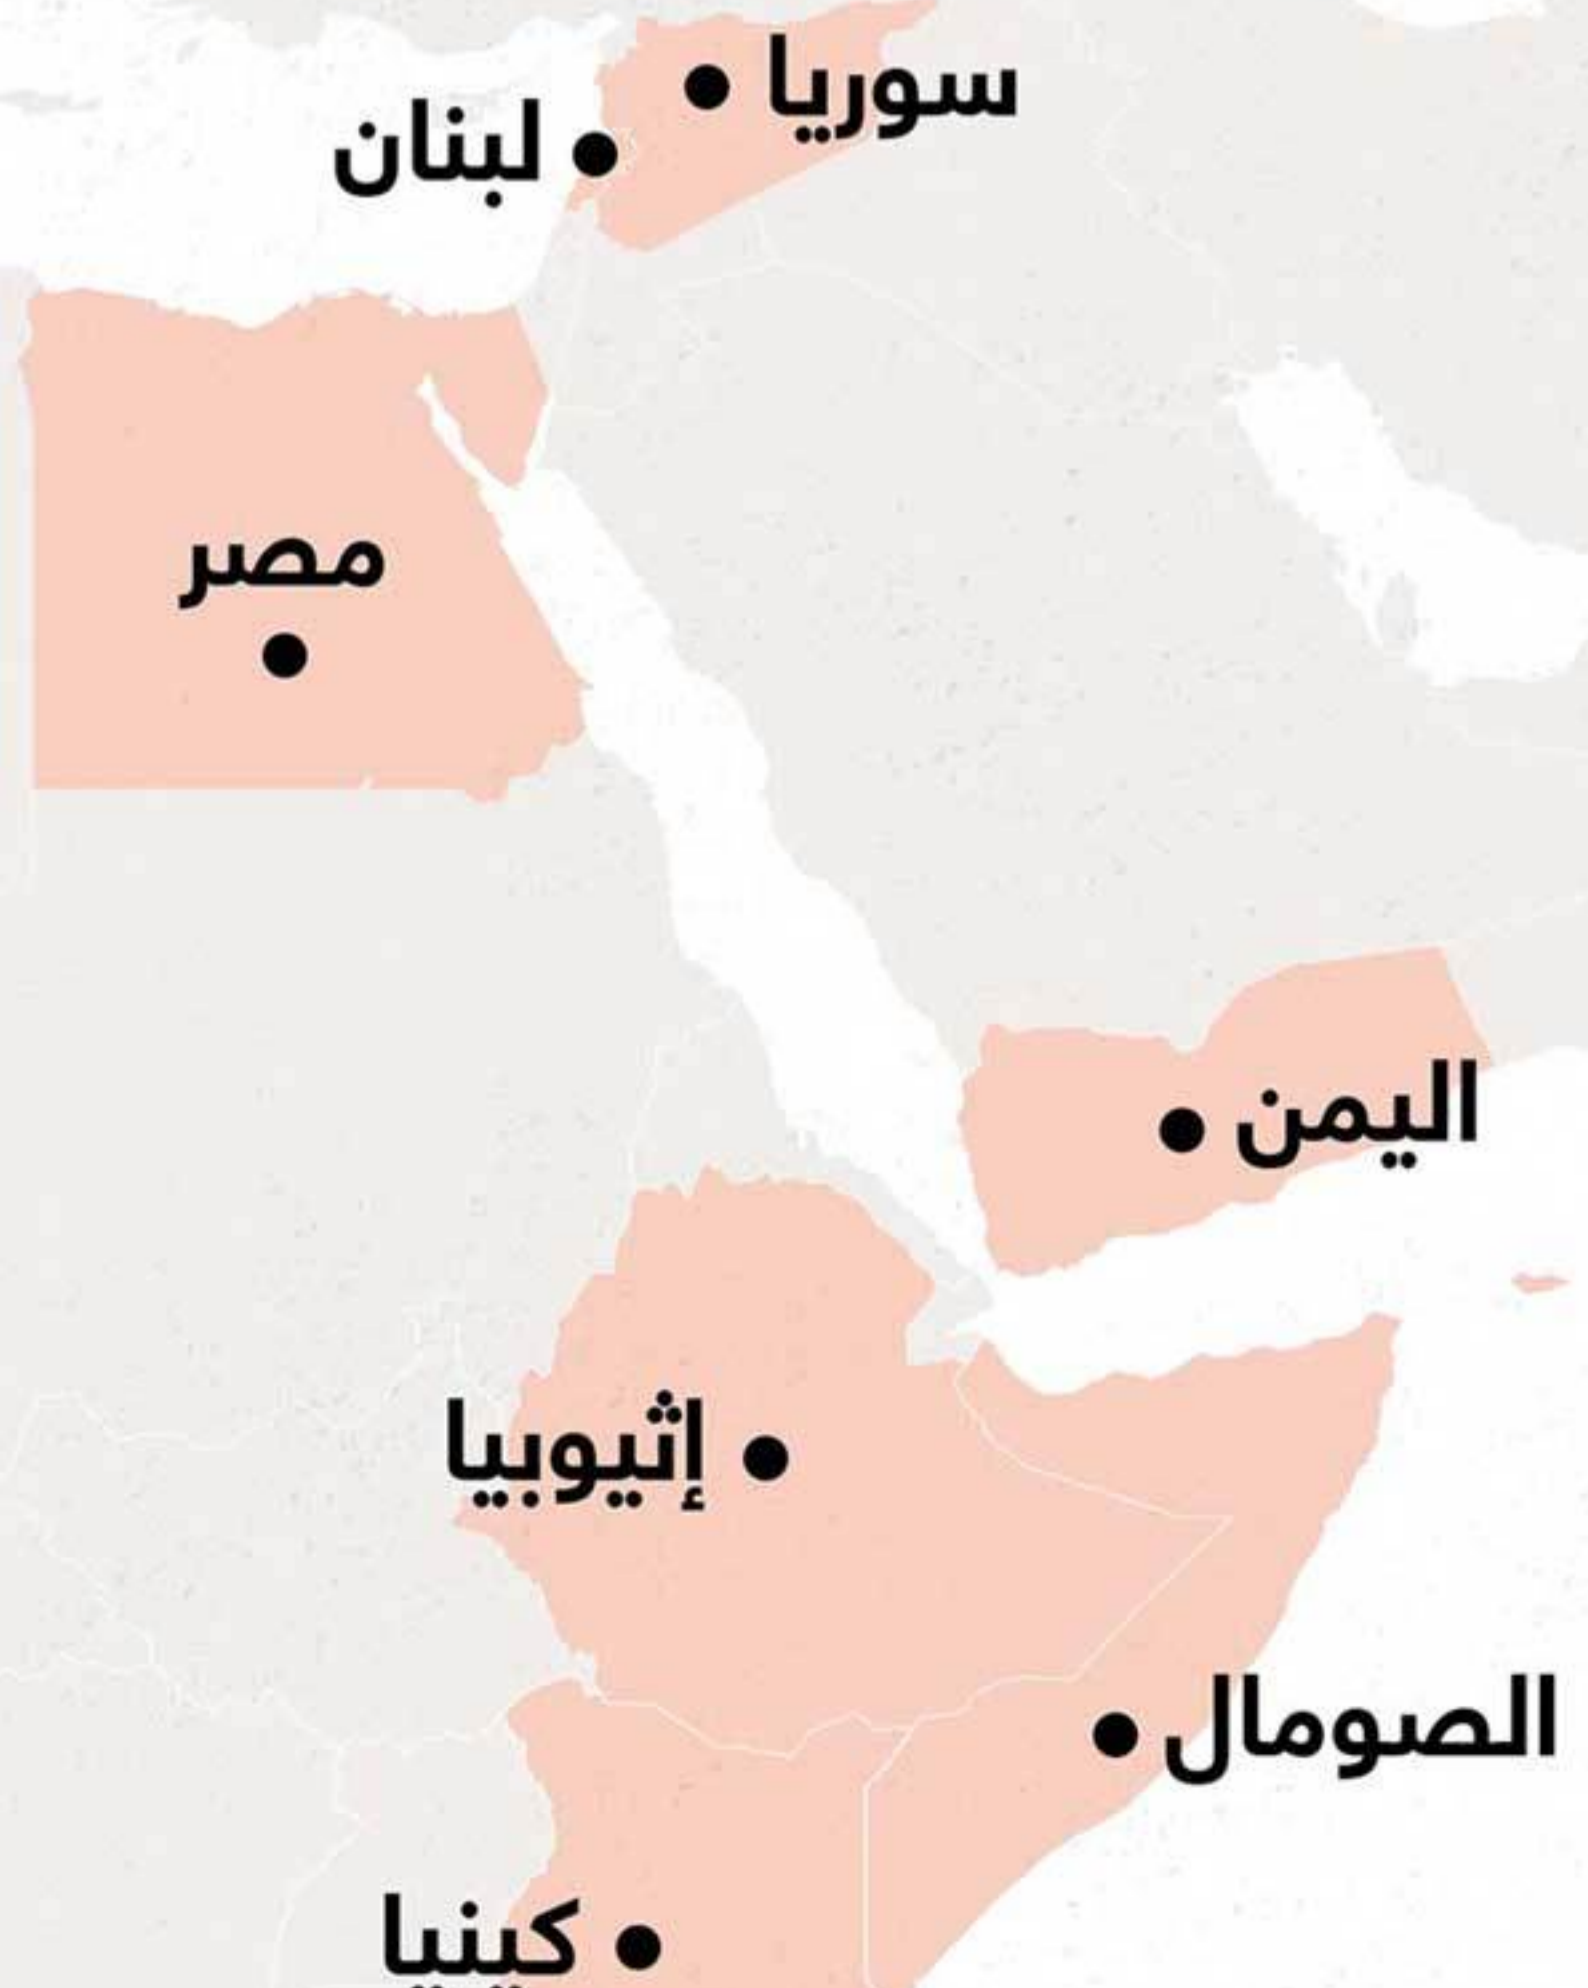 سوريا
لبنان
مصر
اليمن
إثيوبيا
الصومال
كينيا